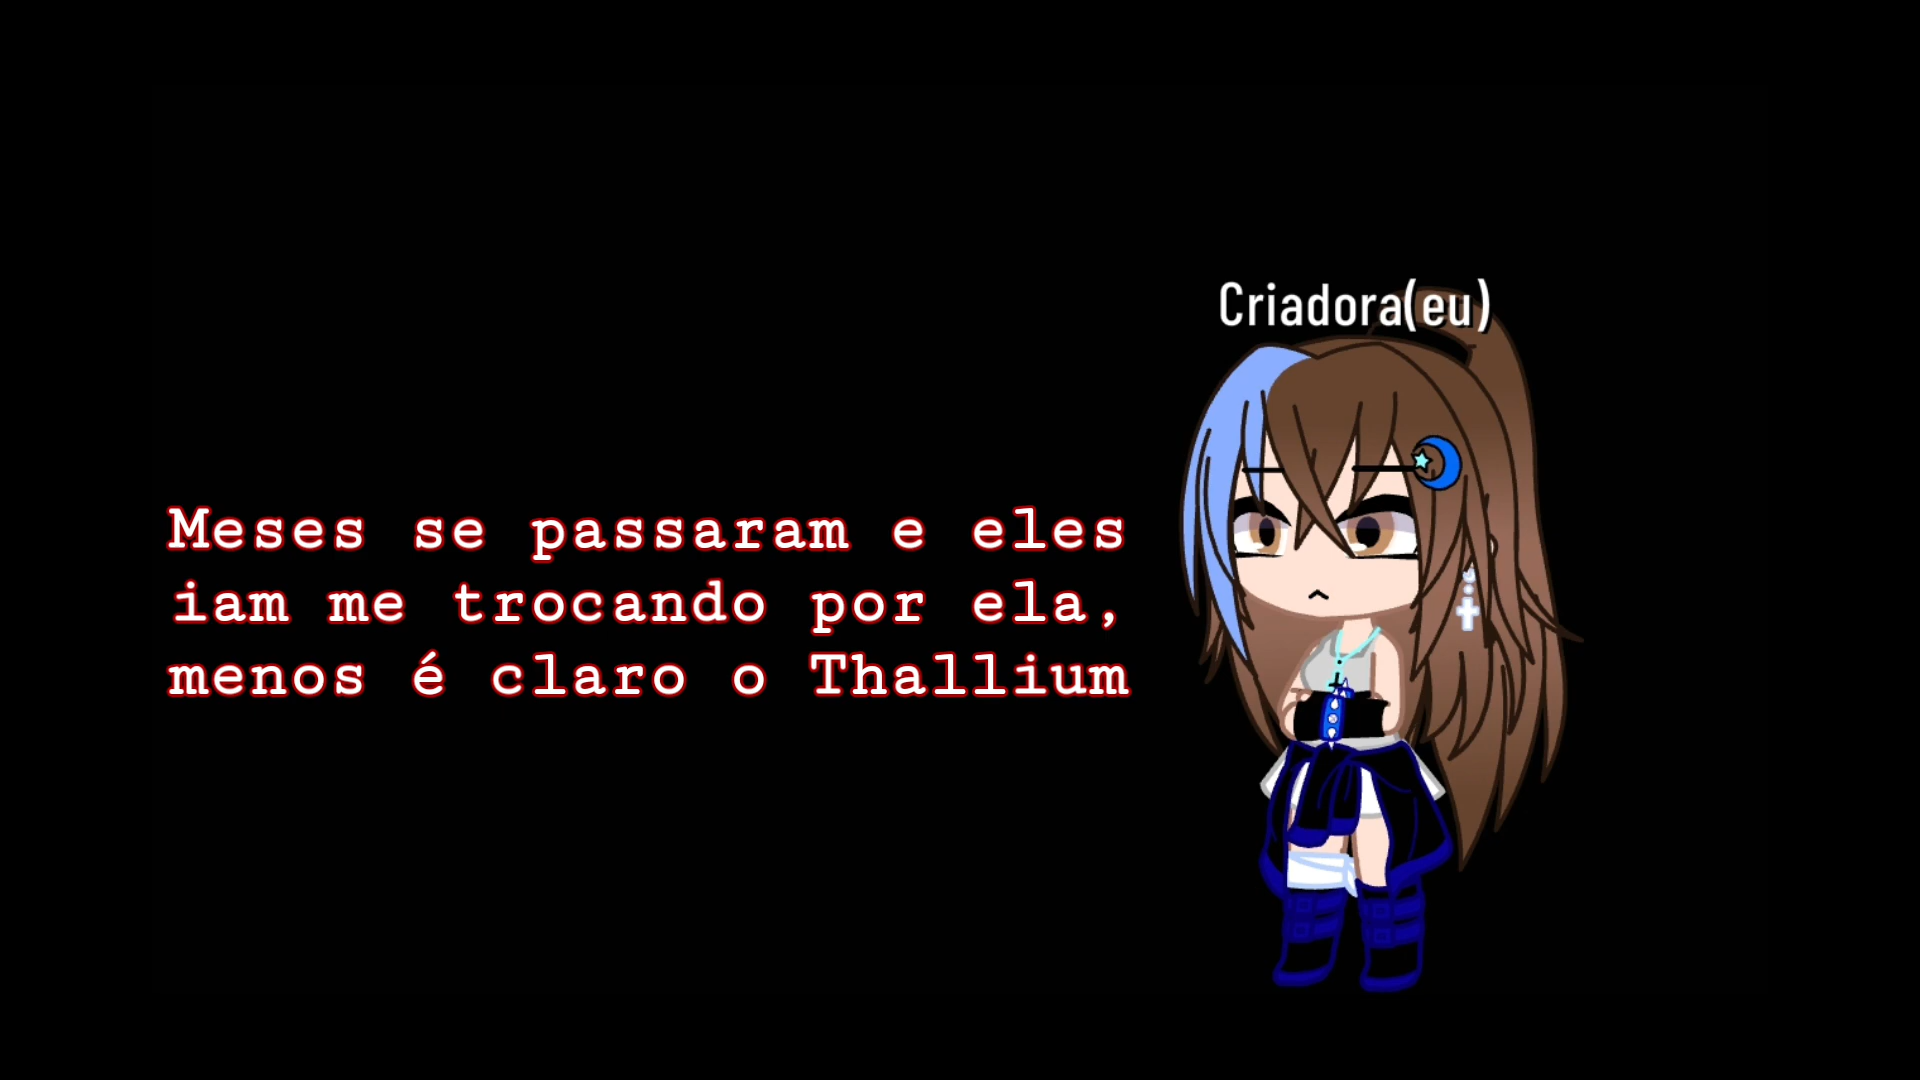 Criadora(eu)
Meses se passaram e eles
iam me trocando por ela,
menos é claro o Thallium